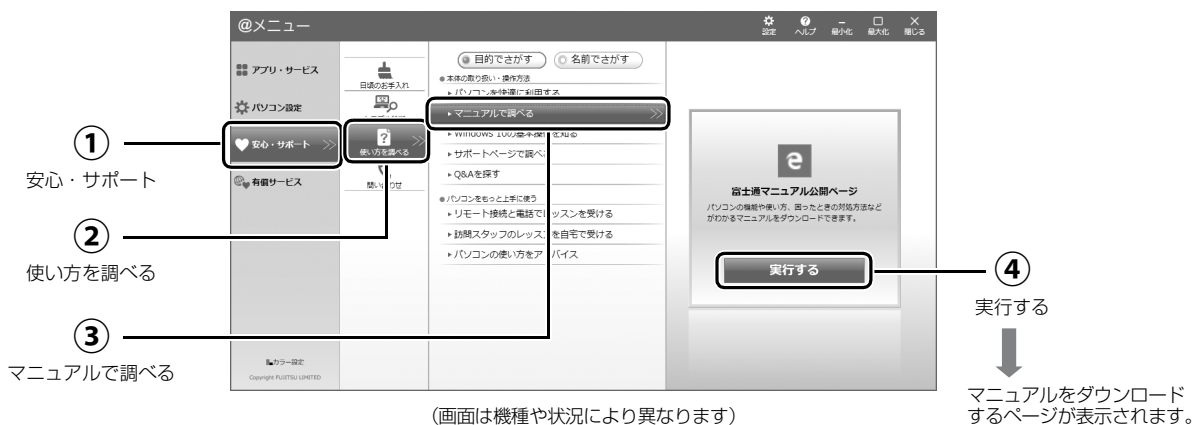 @メニュー
設定 ヘルプ 最小化 最大化 閉じる
アプリ・サービス
パソコン設定
安心・サポート
有償サービス
カラー設定
Copyright FUJITSU LIMITED
日頃のお手入れ
使い方を調べる
目的でさがす 名前でさがす
本体の取り扱い・操作方法
パソコンを快適に利用する
マニュアルで調べる
Windows 10の基本操作を知る
サポートページで調べ
Q&Aを探す
パソコンをもっと上手に使う
リモート接続と電話でレッスンを受ける
訪問スタッフのレッスンを自宅で受ける
パソコンの使い方をアドバイス
富士通マニュアル公開ページ
パソコンの機能や使い方、困ったときの対処方法など
がわかるマニュアルをダウンロードできます。
実行する
①
安心・サポート
②
使い方を調べる
③
マニュアルで調べる
④
実行する
マニュアルをダウンロード
するページが表示されます。
(画面は機種や状況により異なります)